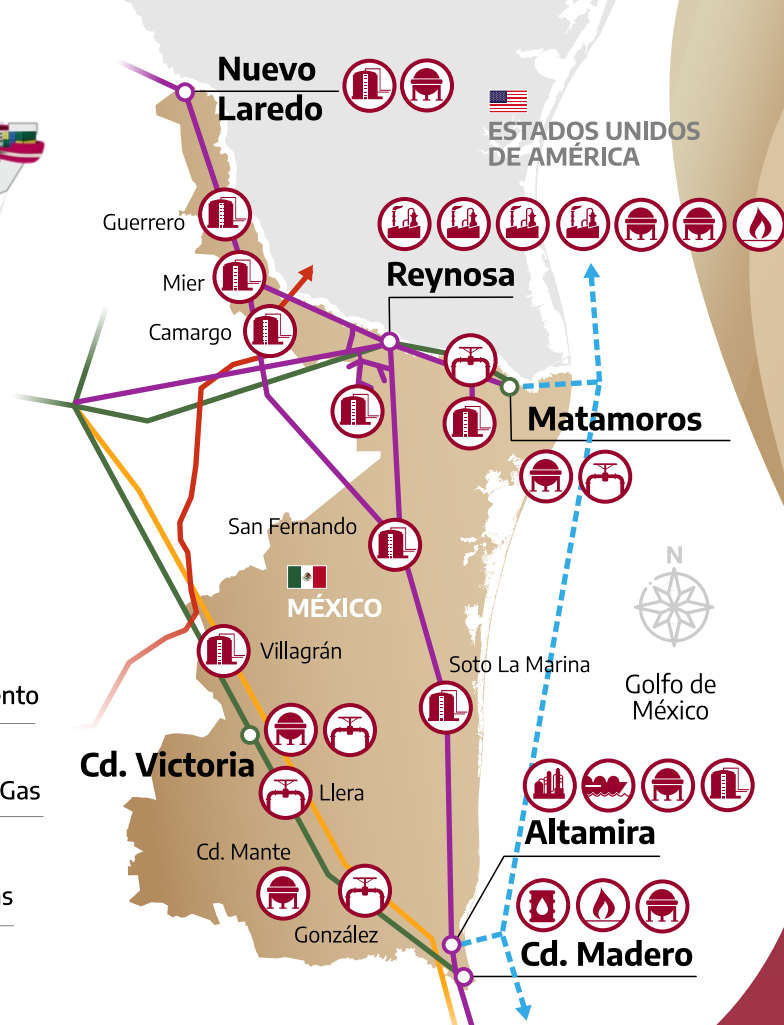 Nuevo
Laredo
ESTADOS UNIDOS
DE AMÉRICA
Guerrero
Reynosa
Mier
Camargo
Matamoros
San Fernando
MÉXICO
N
Villagrán
Soto La Marina
Golfo de
México
Cd. Victoria
Gas
Llera
Altamira
Cd. Mante
González
Cd. Madero